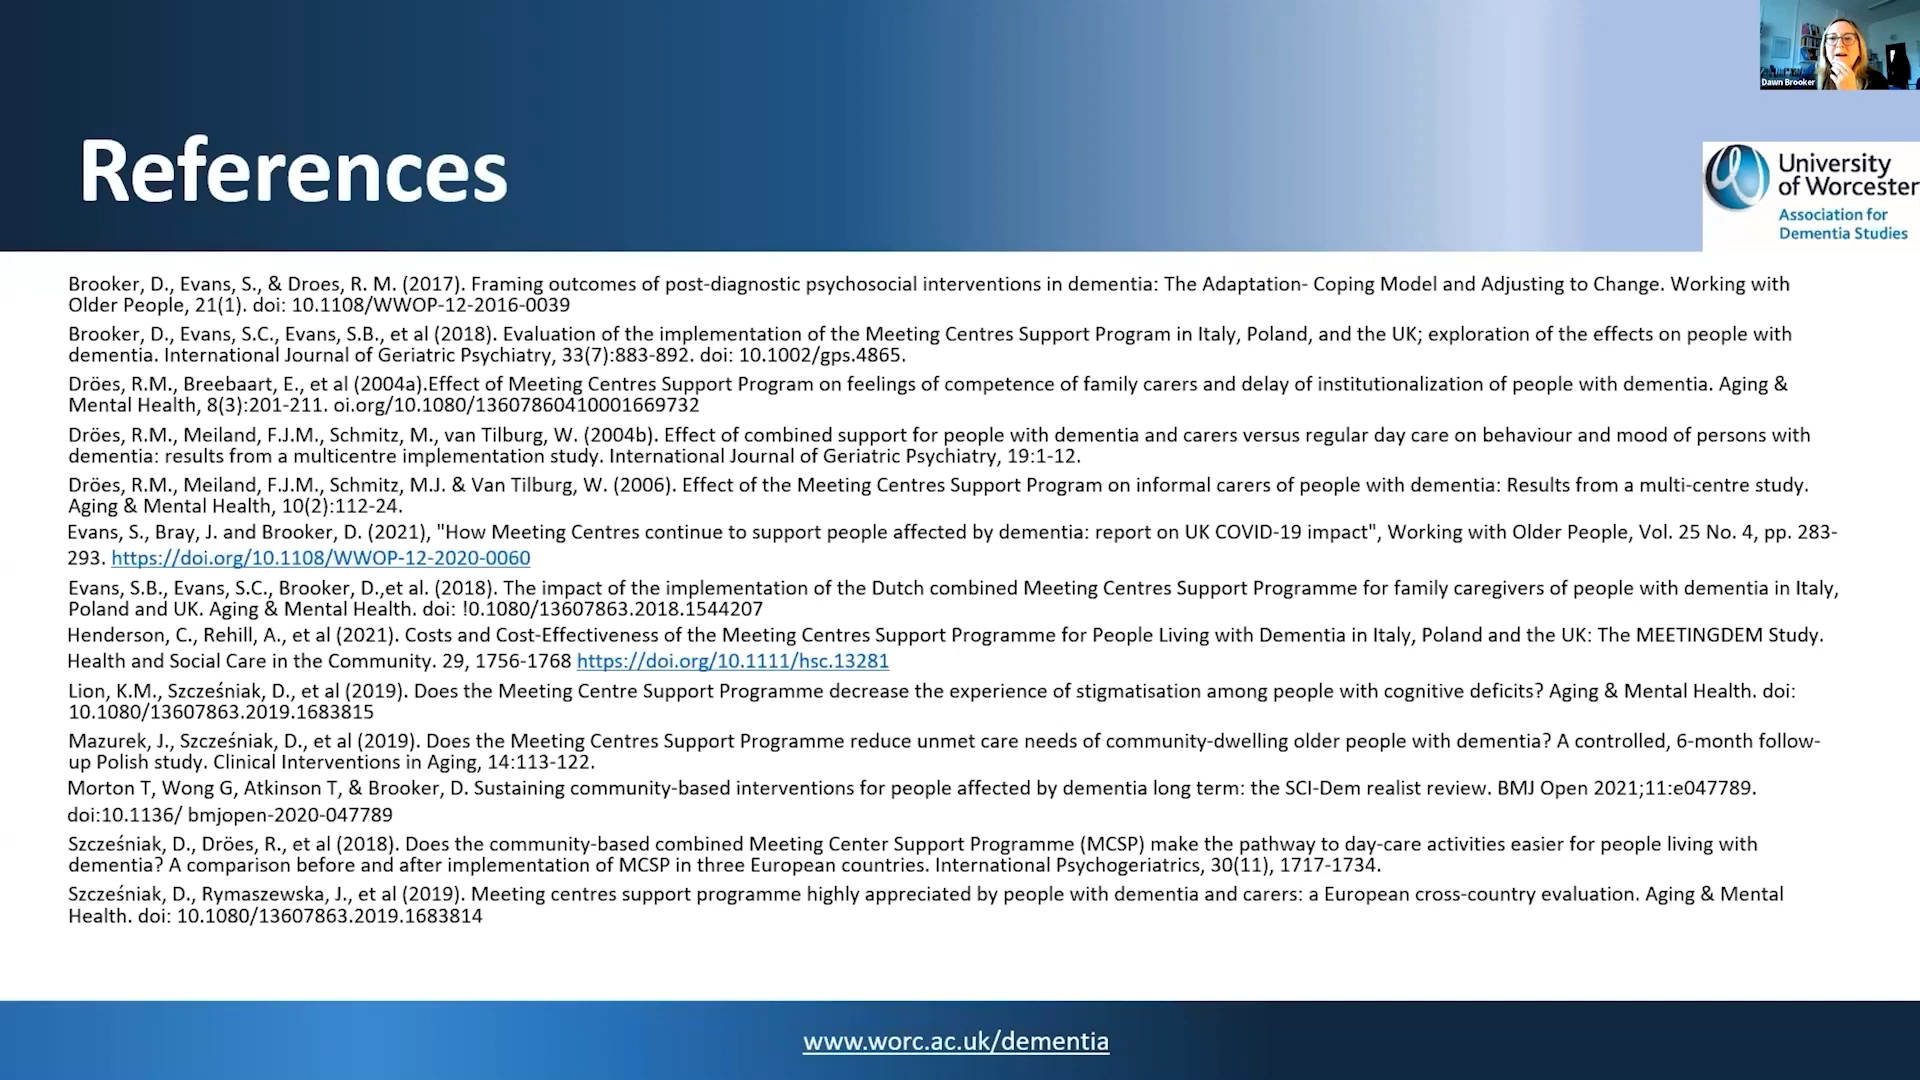 Dawn Brooker
References
University
of Worcester
Association for
Dementia Studies
Brooker, D., Evans, S., & Droes, R. M. (2017). Framing outcomes of post-diagnostic psychosocial interventions in dementia: The Adaptation- Coping Model and Adjusting to Change. Working with
Older People, 21(1). doi: 10.1108/WWOP-12-2016-0039
Brooker, D., Evans, S.C., Evans, S.B., et al (2018). Evaluation of the implementation of the Meeting Centres Support Program in Italy, Poland, and the UK; exploration of the effects on people with
dementia. International Journal of Geriatric Psychiatry, 33(7):883-892. doi: 10.1002/gps.4865.
Dröes, R.M., Breebaart, E., et al (2004a).Effect of Meeting Centres Support Program on feelings of competence of family carers and delay of institutionalization of people with dementia. Aging &
Mental Health, 8(3):201-211. oi.org/10.1080/13607860410001669732
Dröes, R.M., Meiland, F.J.M., Schmitz, M., van Tilburg, W. (2004b). Effect of combined support for people with dementia and carers versus regular day care on behaviour and mood of persons with
dementia: results from a multicentre implementation study. International Journal of Geriatric Psychiatry, 19:1-12.
Dröes, R.M., Meiland, F.J.M., Schmitz, M.J. & Van Tilburg, W. (2006). Effect of the Meeting Centres Support Program on informal carers of people with dementia: Results from a multi-centre study.
Aging & Mental Health, 10(2):112-24.
Evans, S., Bray, J. and Brooker, D. (2021), "How Meeting Centres continue to support people affected by dementia: report on UK COVID-19 impact", Working with Older People, Vol. 25 No. 4, pp. 283-
293. https://doi.org/10.1108/WWOP-12-2020-0060
Evans, S.B., Evans, S.C., Brooker, D.,et al. (2018). The impact of the implementation of the Dutch combined Meeting Centres Support Programme for family caregivers of people with dementia in Italy,
Poland and UK. Aging & Mental Health. doi: !0.1080/13607863.2018.1544207
Henderson, C., Rehill, A., et al (2021). Costs and Cost-Effectiveness of the Meeting Centres Support Programme for People Living with Dementia in Italy, Poland and the UK: The MEETINGDEM Study.
Health and Social Care in the Community. 29, 1756-1768 https://doi.org/10.1111/hsc.13281
Lion, K.M., Szcześniak, D., et al (2019). Does the Meeting Centre Support Programme decrease the experience of stigmatisation among people with cognitive deficits? Aging & Mental Health. doi:
10.1080/13607863.2019.1683815
Mazurek, J., Szcześniak, D., et al (2019). Does the Meeting Centres Support Programme reduce unmet care needs of community-dwelling older people with dementia? A controlled, 6-month follow-
up Polish study. Clinical Interventions in Aging, 14:113-122.
Morton T, Wong G, Atkinson T, & Brooker, D. Sustaining community-based interventions for people affected by dementia long term: the SCI-Dem realist review. BMJ Open 2021;11:e047789.
doi:10.1136/ bmjopen-2020-047789
Szcześniak, D., Dröes, R., et al (2018). Does the community-based combined Meeting Center Support Programme (MCSP) make the pathway to day-care activities easier for people living with
dementia? A comparison before and after implementation of MCSP in three European countries. International Psychogeriatrics, 30(11), 1717-1734.
Szcześniak, D., Rymaszewska, J., et al (2019). Meeting centres support programme highly appreciated by people with dementia and carers: a European cross-country evaluation. Aging & Mental
Health. doi: 10.1080/13607863.2019.1683814
www.worc.ac.uk/dementia